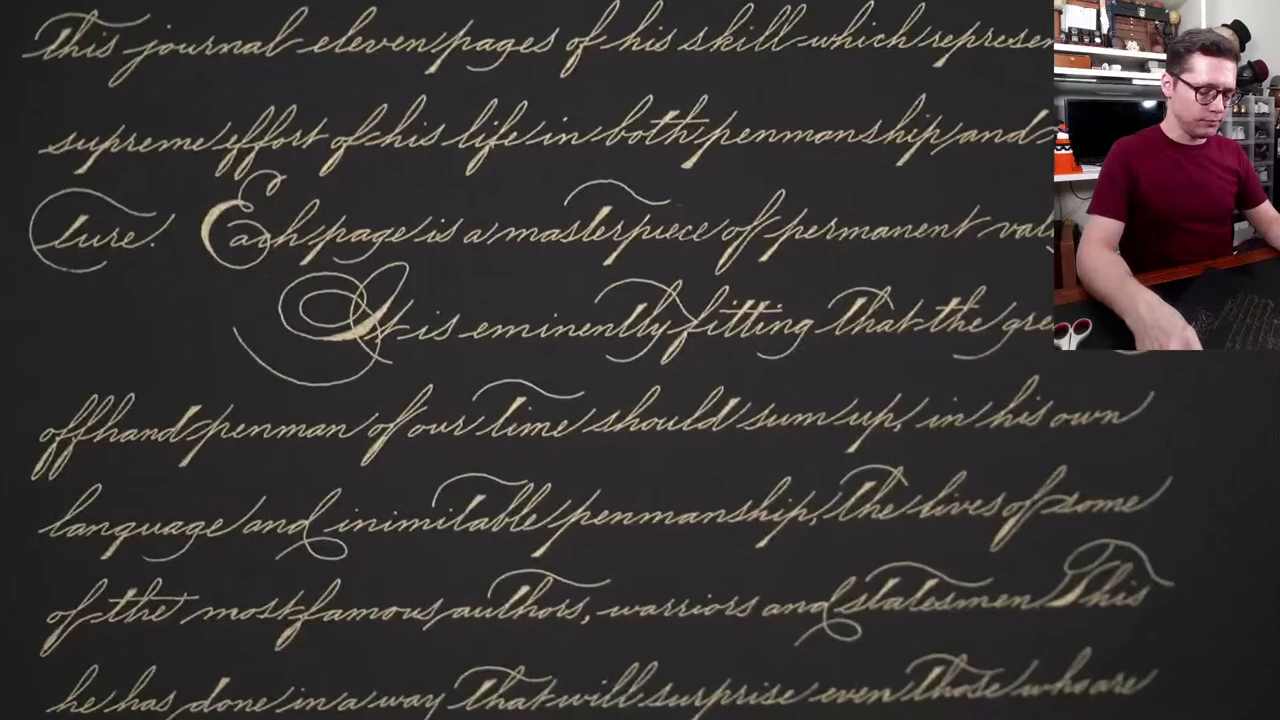 This journal eleven pages of his skill which represen
supreme effort of his life in both penmanship and
ture. Each page is a masterpiece of permanent valu
It is eminently fitting that the gre
offhand penman of our time should sum up, in his own
language and inimitable penmanship, the lives of some
of the most famous authors, warriors and statesmen This
he has done in a way that will surprise even those who are